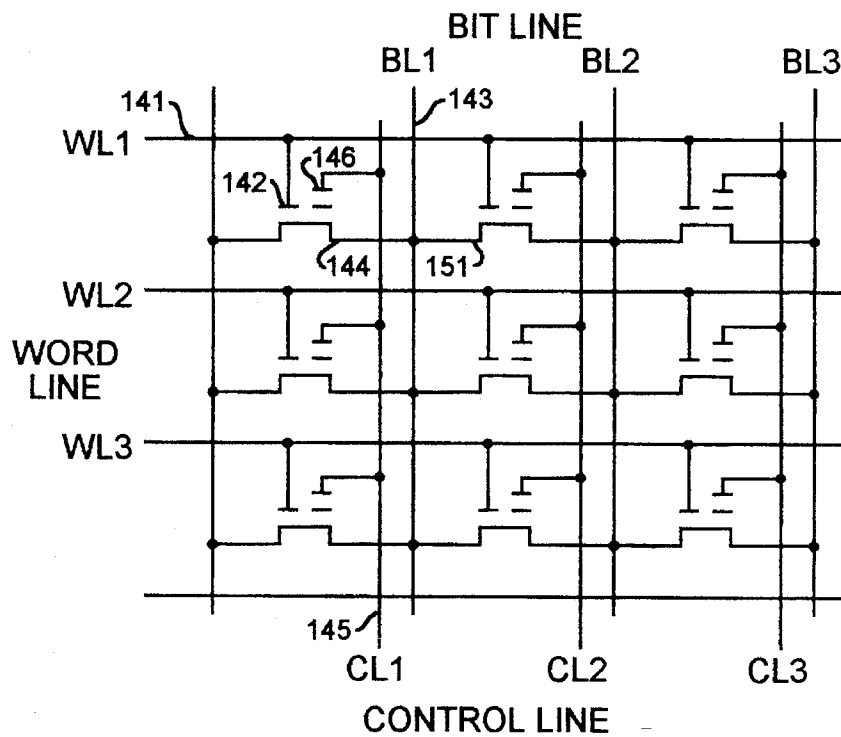 BIT LINE
BL1 BL2 BL3
141 143
WL1
142 146
144 151
WL2
WORD
LINE
WL3
145
CL1 CL2 CL3
CONTROL LINE